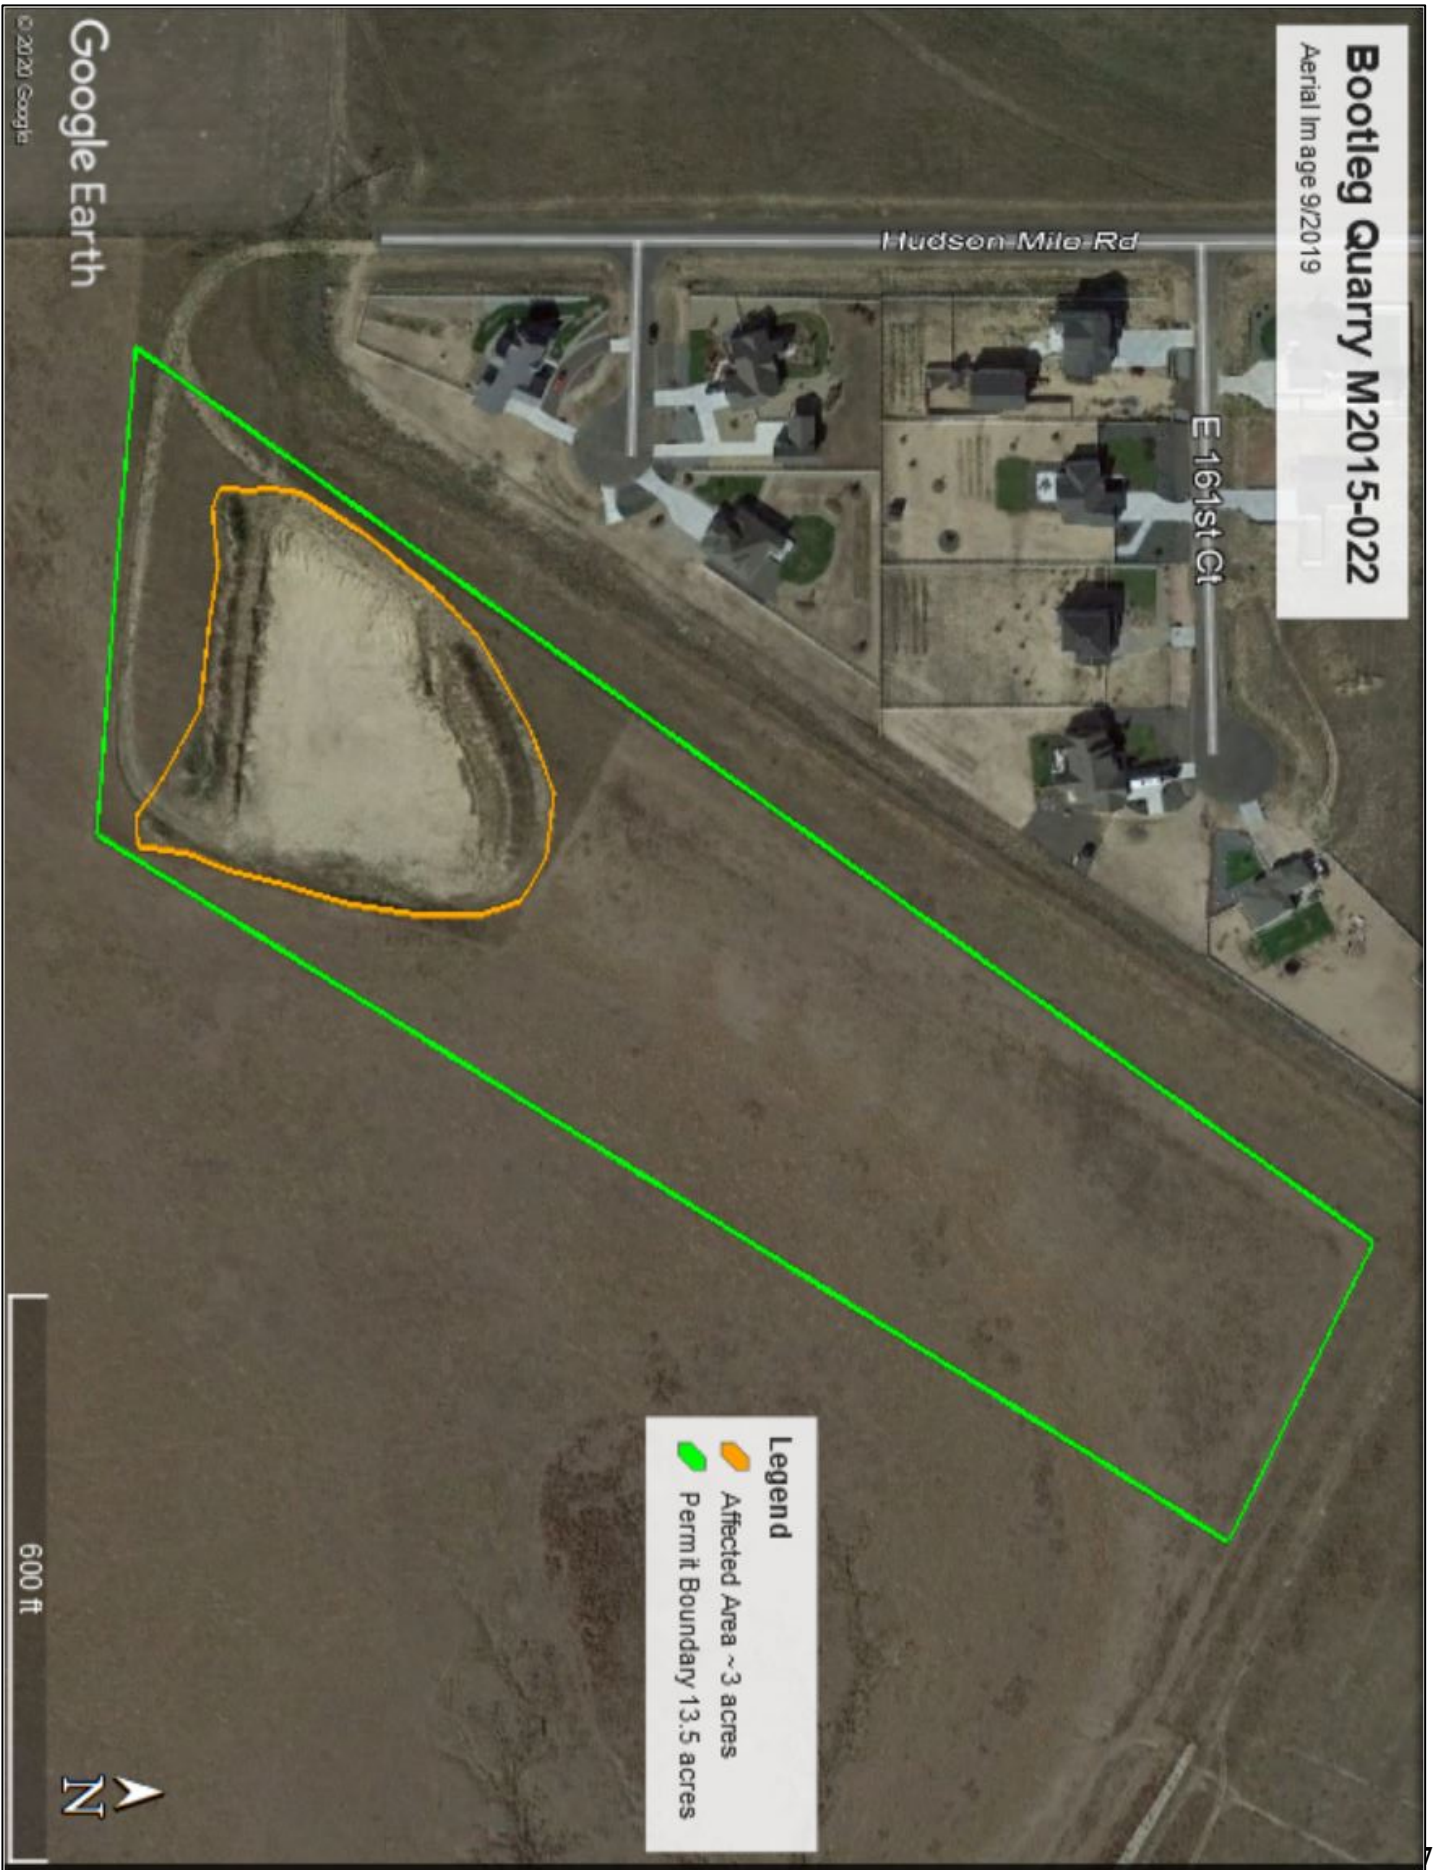 Bootleg Quarry M2015-022
Aerial Image 9/2019
Hudson Mile Rd
E 161st Ct
Legend
Affected Area ~3 acres
Permit Boundary 13.5 acres
Google Earth
© 2020 Google
600 ft
N
7